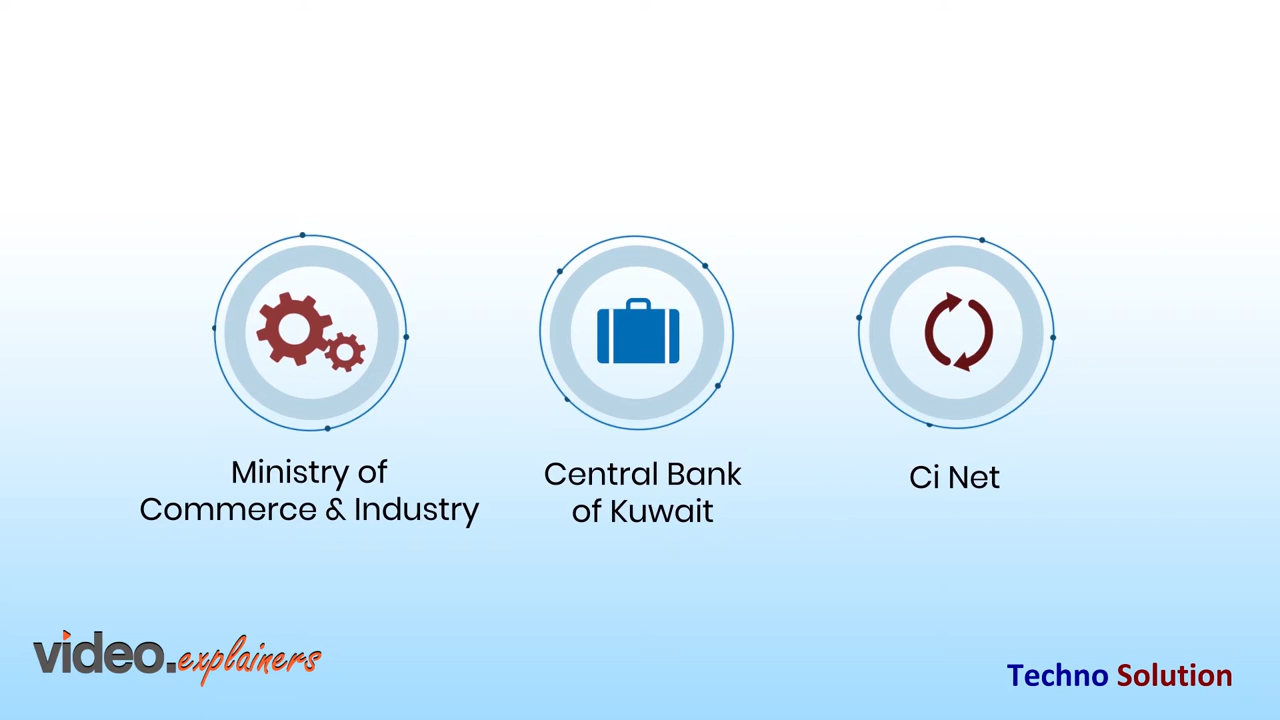 Ministry of
Commerce & Industry
Central Bank
of Kuwait
Ci Net
video.explainers
Techno Solution